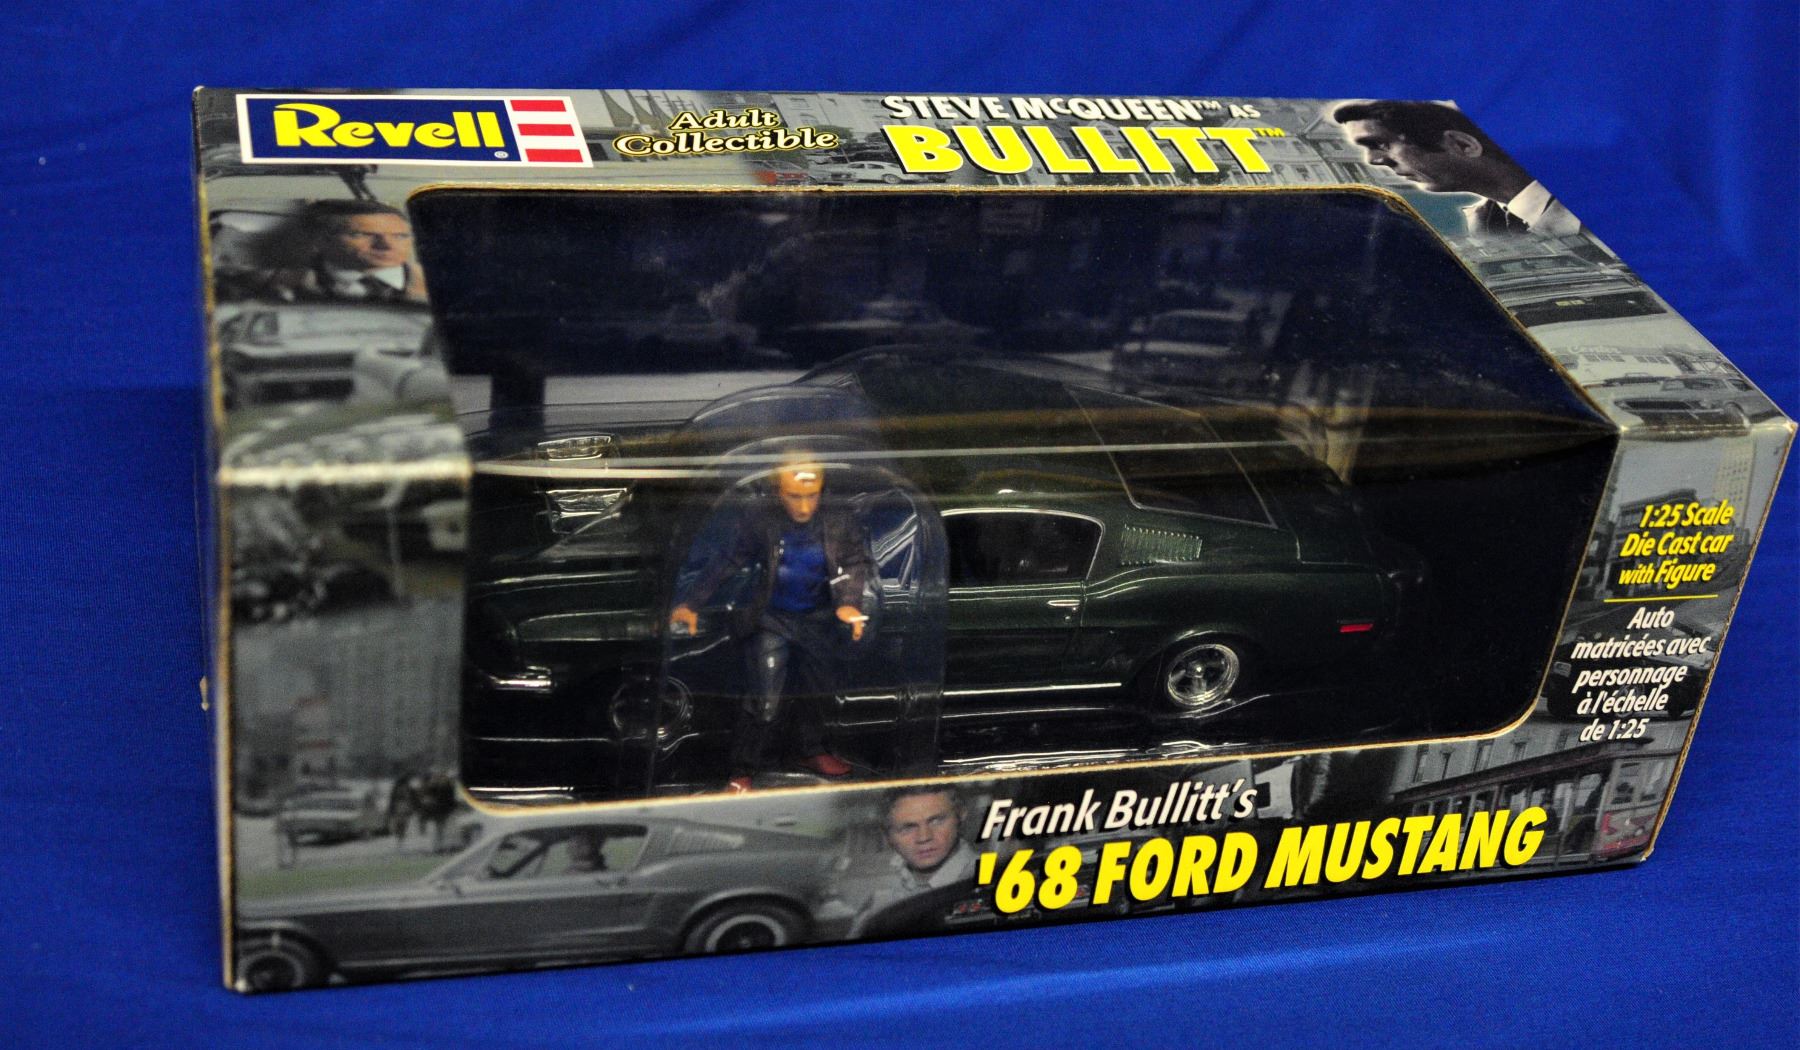 Revell®
Adult
Collectible
STEVE McQUEEN™ AS
BULLITT™
1:25 Scale
Die Cast car
with Figure
Auto
matricées avec
personnage
à l'échelle
de 1:25
Frank Bullitt's
'68 FORD MUSTANG